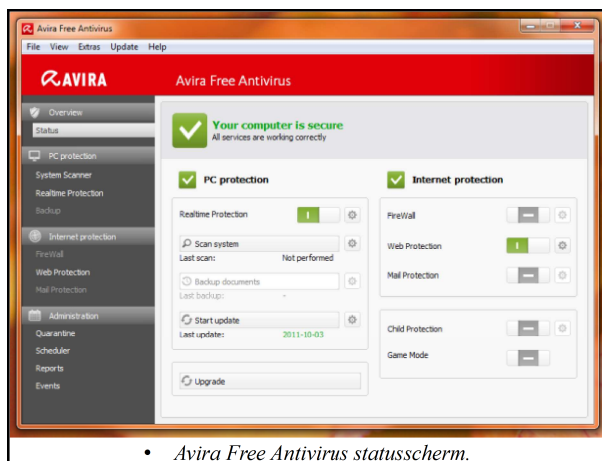 Avira Free Antivirus
File View Extras Update Help
AVIRA
Avira Free Antivirus
Overview
Status
PC protection
System Scanner
Realtime Protection
Backup
Internet protection
FireWall
Web Protection
Mail Protection
Administration
Quarantine
Scheduler
Reports
Events
Your computer is secure
All services are working correctly
PC protection
Realtime Protection
Scan system
Last scan: Not performed
Backup documents
Last backup: -
Start update
Last update: 2011-10-03
Upgrade
Internet protection
FireWall
Web Protection
Mail Protection
Child Protection
Game Mode
• Avira Free Antivirus statusscherm.